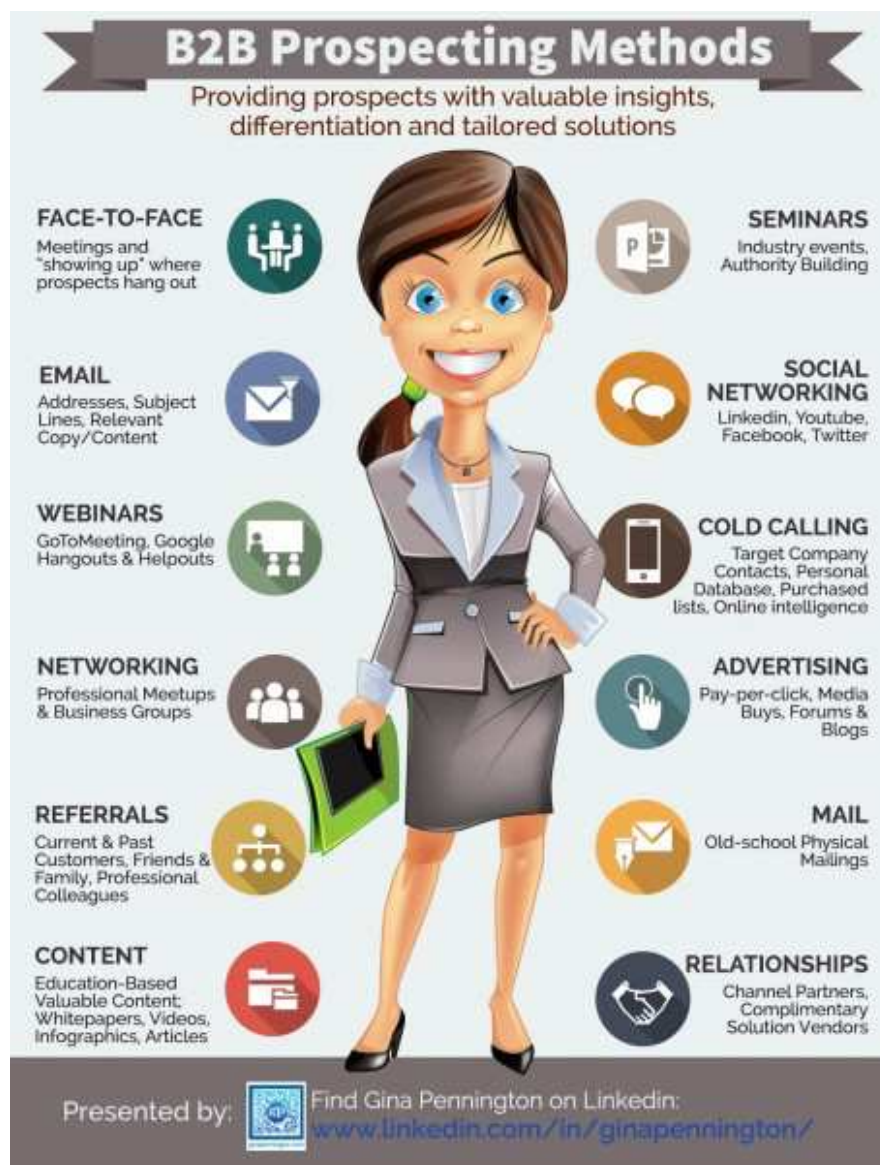 B2B Prospecting Methods
Providing prospects with valuable insights,
differentiation and tailored solutions
FACE-TO-FACE
Meetings and
"showing up" where
prospects hang out
EMAIL
Addresses, Subject
Lines, Relevant
Copy/Content
WEBINARS
GoToMeeting, Google
Hangouts & Helpouts
NETWORKING
Professional Meetups
& Business Groups
REFERRALS
Current & Past
Customers, Friends &
Family, Professional
Colleagues
CONTENT
Education-Based
Valuable Content;
Whitepapers, Videos,
Infographics, Articles
SEMINARS
Industry events,
Authority Building
P
SOCIAL
NETWORKING
Linkedin, Youtube,
Facebook, Twitter
COLD CALLING
Target Company
Contacts, Personal
Database, Purchased
lists, Online intelligence
ADVERTISING
Pay-per-click, Media
Buys, Forums &
Blogs
MAIL
Old-school Physical
Mailings
RELATIONSHIPS
Channel Partners,
Complimentary
Solution Vendors
Presented by:
Find Gina Pennington on Linkedin:
www.linkedin.com/in/ginapennington/